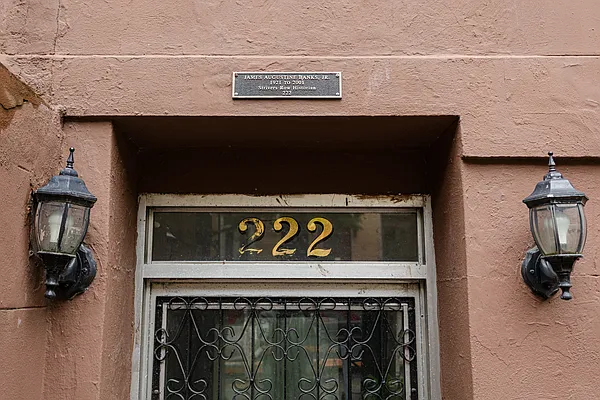 JAMES AUGUSTINE BANKS, JR.
1921 TO 2001
Strivers Row Historian
222
222